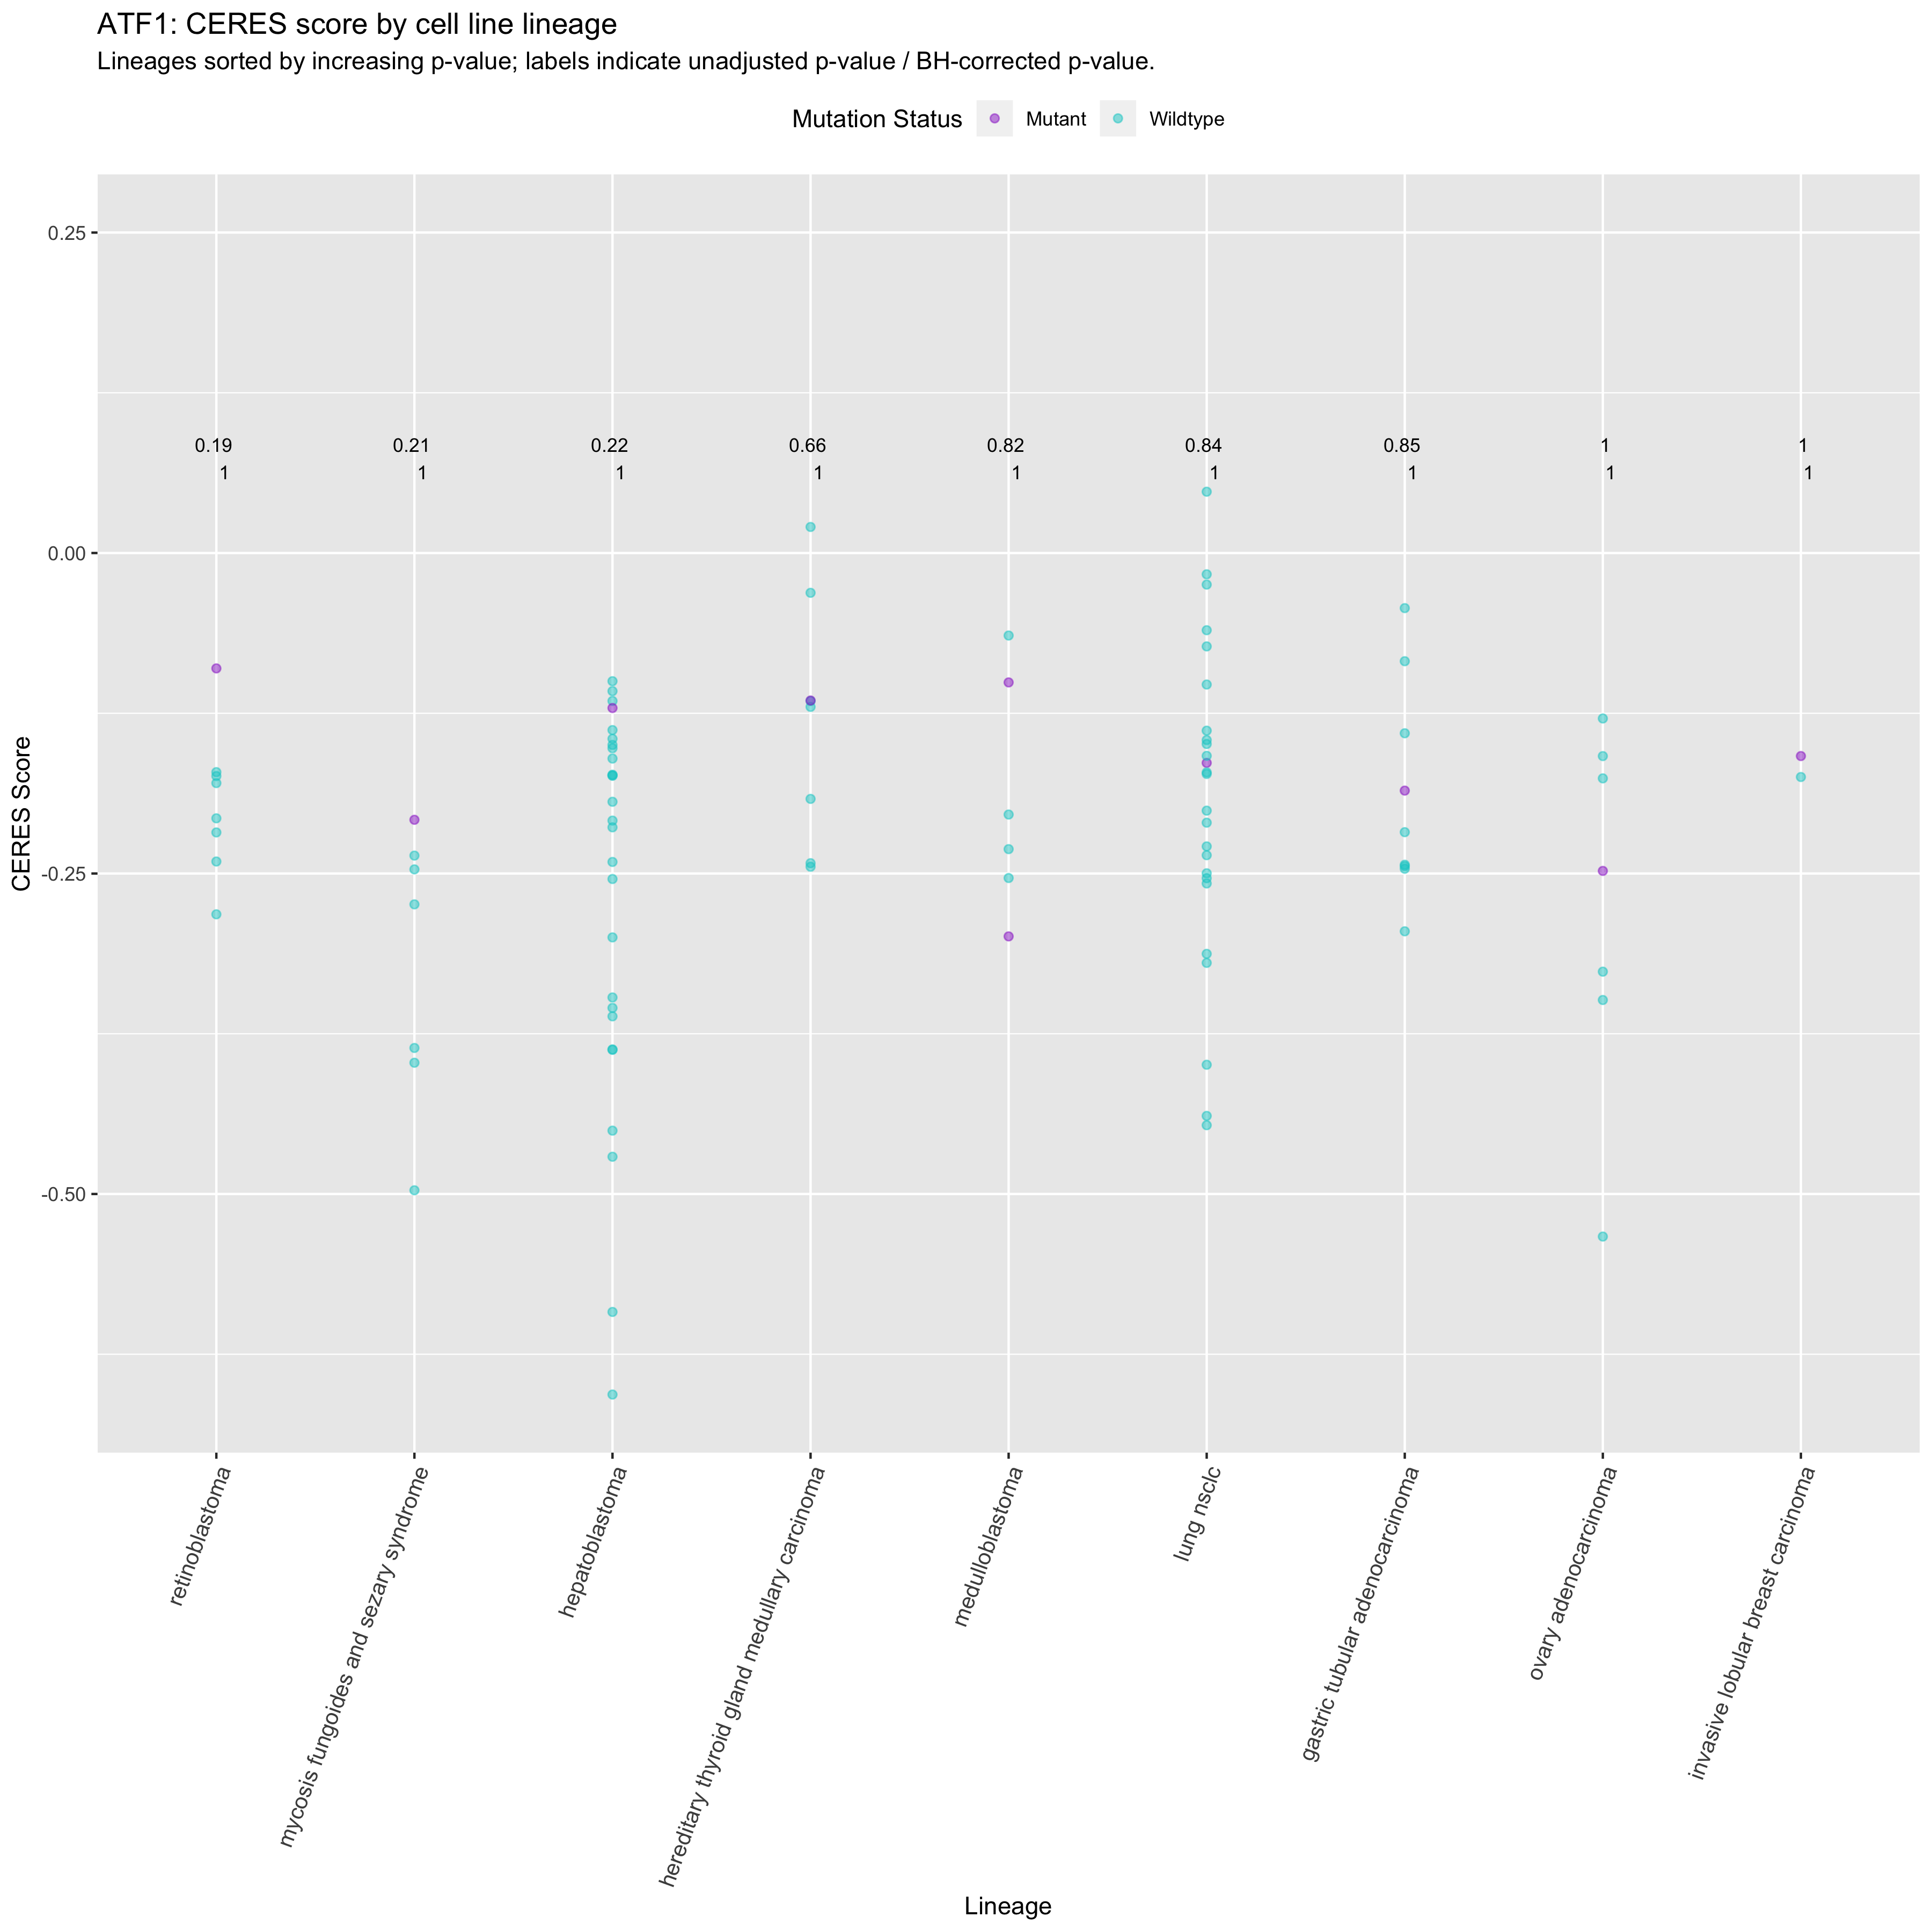 ATF1: CERES score by cell line lineage
Lineages sorted by increasing p-value; labels indicate unadjusted p-value / BH-corrected p-value.
Mutation Status Mutant Wildtype
0.25
0.19 0.21 0.22 0.66 0.82 0.84 0.85 1 1
1 1 1 1 1 1 1 1 1
0.00
-0.25
-0.50
CERES Score
retinoblastoma
mycosis fungoides and sezary syndrome
hepatoblastoma
hereditary thyroid gland medullary carcinoma
medulloblastoma
lung nsclc
gastric tubular adenocarcinoma
ovary adenocarcinoma
invasive lobular breast carcinoma
Lineage